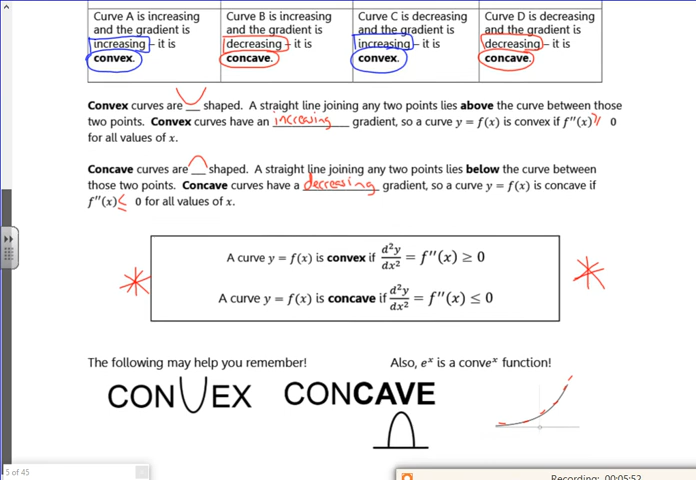 Curve A is increasing
and the gradient is
increasing – it is
convex.
Curve B is increasing
and the gradient is
decreasing – it is
concave.
Curve C is decreasing
and the gradient is
increasing – it is
convex.
Curve D is decreasing
and the gradient is
decreasing – it is
concave.
Convex curves are __ shaped. A straight line joining any two points lies above the curve between those
two points. Convex curves have an increasing gradient, so a curve y = f(x) is convex if f''(x) ≥ 0
for all values of x.
Concave curves are __ shaped. A straight line joining any two points lies below the curve between
those two points. Concave curves have a decreasing gradient, so a curve y = f(x) is concave if
f''(x) ≤ 0 for all values of x.
A curve y = f(x) is convex if d²y/dx² = f''(x) ≥ 0
A curve y = f(x) is concave if d²y/dx² = f''(x) ≤ 0
The following may help you remember!
Also, eˣ is a conveˣ function!
CONVEX
CONCAVE
5 of 45
Recording: 00:05:52